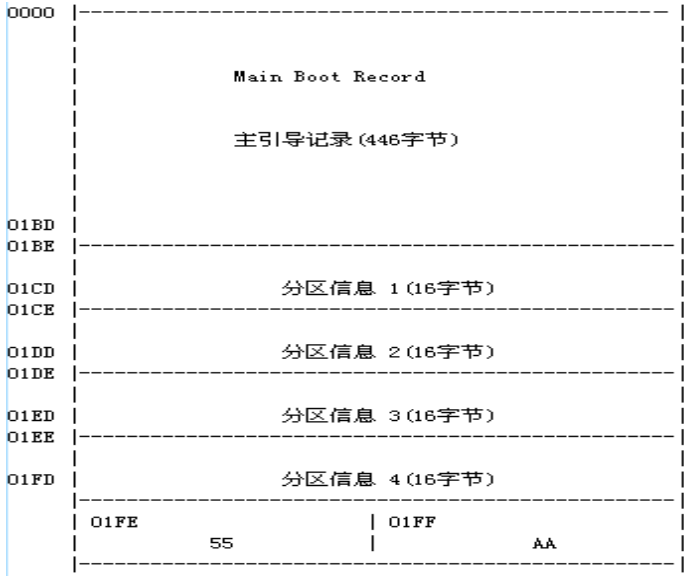 0000
Main Boot Record
主引导记录(446字节)
01BD
01BE
01CD 分区信息 1(16字节)
01CE
01DD 分区信息 2(16字节)
01DE
01ED 分区信息 3(16字节)
01EE
01FD 分区信息 4(16字节)
01FE 01FF
55 AA